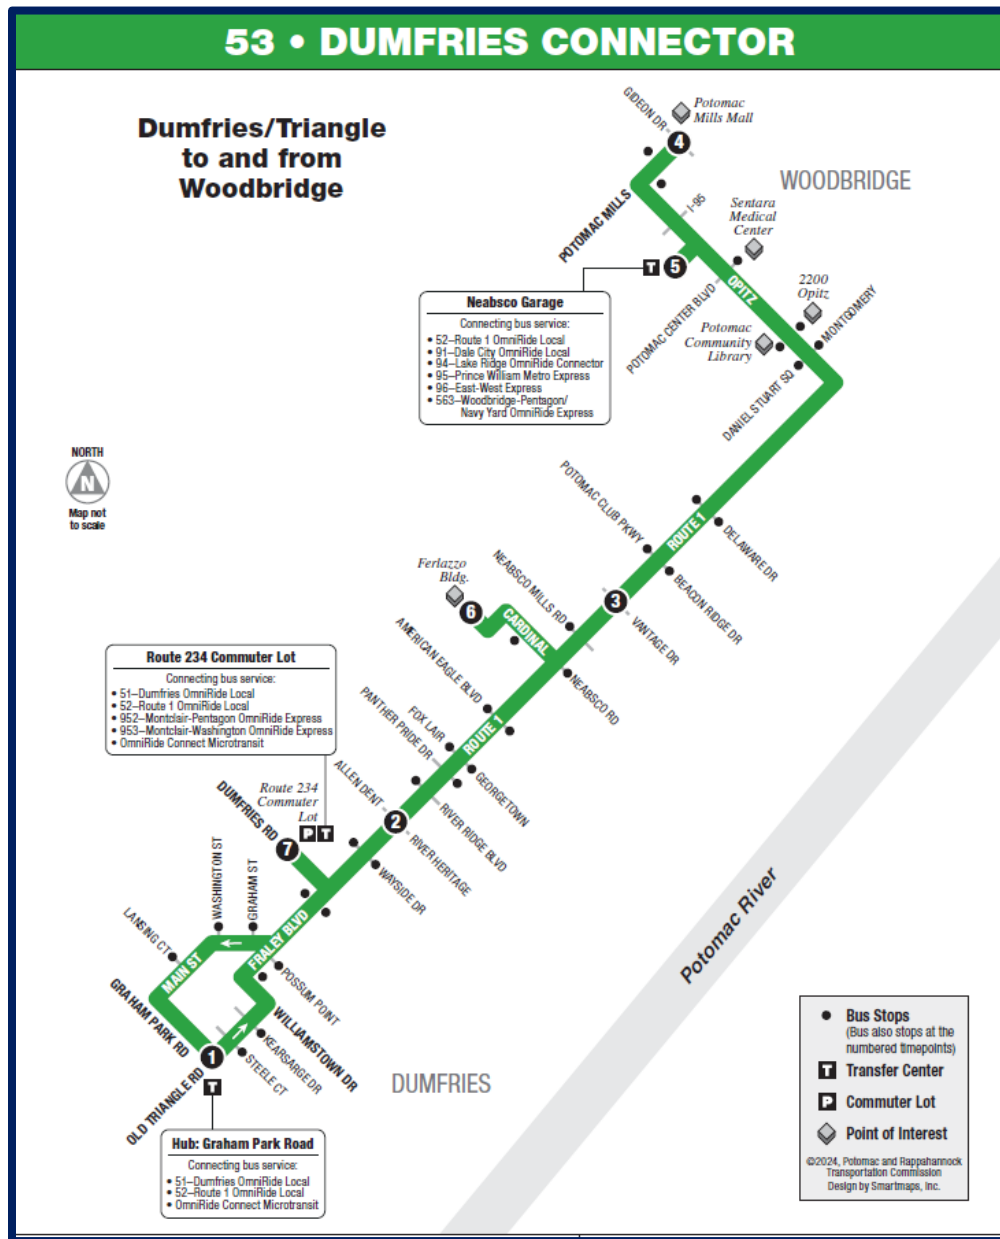 53 • DUMFRIES CONNECTOR
Dumfries/Triangle
to and from
Woodbridge
GIDEON DR
Potomac
Mills Mall
4
WOODBRIDGE
POTOMAC MILLS
I-95
Sentara
Medical
Center
T
5
OPITZ
2200
Opitz
POTOMAC CENTER BLVD
MONTGOMERY
Potomac
Community
Library
DANIEL STUART SQ
Neabsco Garage
Connecting bus service:
• 52–Route 1 OmniRide Local
• 91–Dale City OmniRide Local
• 94–Lake Ridge OmniRide Connector
• 95–Prince William Metro Express
• 96–East-West Express
• 563–Woodbridge-Pentagon/
Navy Yard OmniRide Express
NORTH
N
Map not
to scale
POTOMAC CLUB PKWY
ROUTE 1
DELAWARE DR
BEACON RIDGE DR
NEABSCO MILLS RD
3
VANTAGE DR
Ferlazzo
Bldg.
6
CARDINAL
AMERICAN EAGLE BLVD
NEABSCO RD
ROUTE 1
FOX LAIR
PANTHER PRIDE DR
GEORGETOWN
ALLEN DENT
RIVER RIDGE BLVD
2
RIVER HERITAGE
WAYSIDE DR
Route 234 Commuter Lot
Connecting bus service:
• 51–Dumfries OmniRide Local
• 52–Route 1 OmniRide Local
• 952–Montclair-Pentagon OmniRide Express
• 953–Montclair-Washington OmniRide Express
• OmniRide Connect Microtransit
Route 234
Commuter
Lot
P T
DUMFRIES RD
7
WASHINGTON ST
GRAHAM ST
LANSING CT
FRALEY BLVD
MAIN ST
POSSUM POINT
GRAHAM PARK RD
WILLIAMSTOWN DR
KEARSARGE DR
STEELE CT
1
OLD TRIANGLE RD
T
DUMFRIES
Potomac River
Hub: Graham Park Road
Connecting bus service:
• 51–Dumfries OmniRide Local
• 52–Route 1 OmniRide Local
• OmniRide Connect Microtransit
Bus Stops
(Bus also stops at the
numbered timepoints)
T Transfer Center
P Commuter Lot
Point of Interest
©2024, Potomac and Rappahannock
Transportation Commission
Design by Smartmaps, Inc.